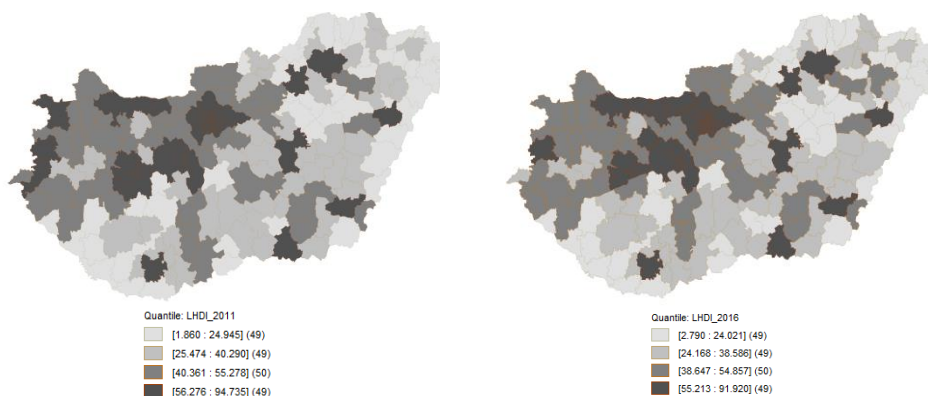 Quantile: LHDI_2011
[1.860 : 24.945] (49)
[25.474 : 40.290] (49)
[40.361 : 55.278] (50)
[56.276 : 94.735] (49)
Quantile: LHDI_2016
[2.790 : 24.021] (49)
[24.168 : 38.586] (49)
[38.647 : 54.857] (50)
[55.213 : 91.920] (49)